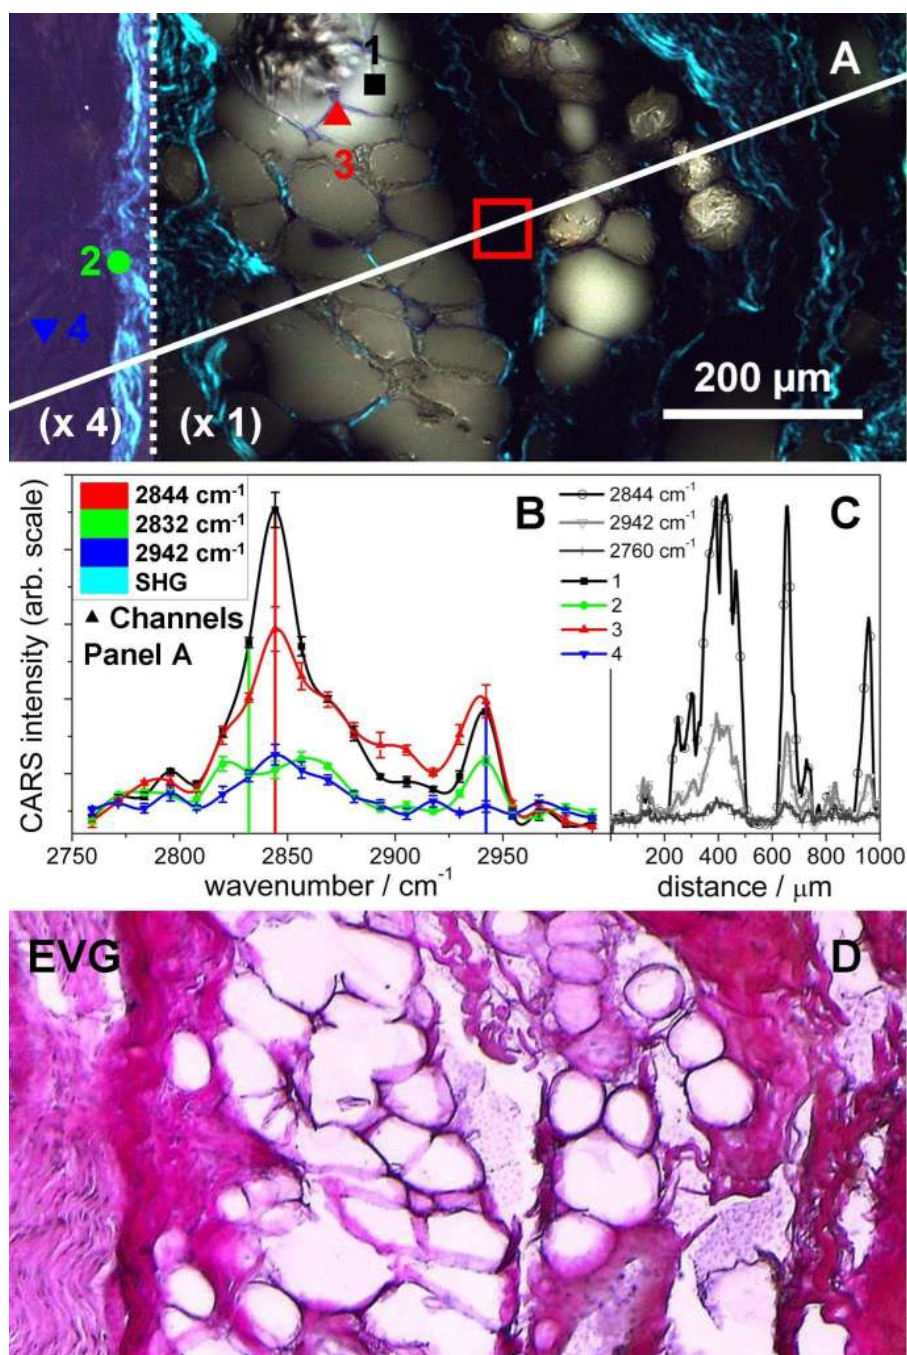 1
A
3
2
4
200 µm
(x 4)
(x 1)
CARS intensity (arb. scale)
2844 cm-1
2832 cm-1
2942 cm-1
SHG
▲ Channels
Panel A
B
2844 cm-1
2942 cm-1
2760 cm-1
1
2
3
4
C
2750 2800 2850 2900 2950
wavenumber / cm-1
200 400 600 800 1000
distance / µm
EVG
D